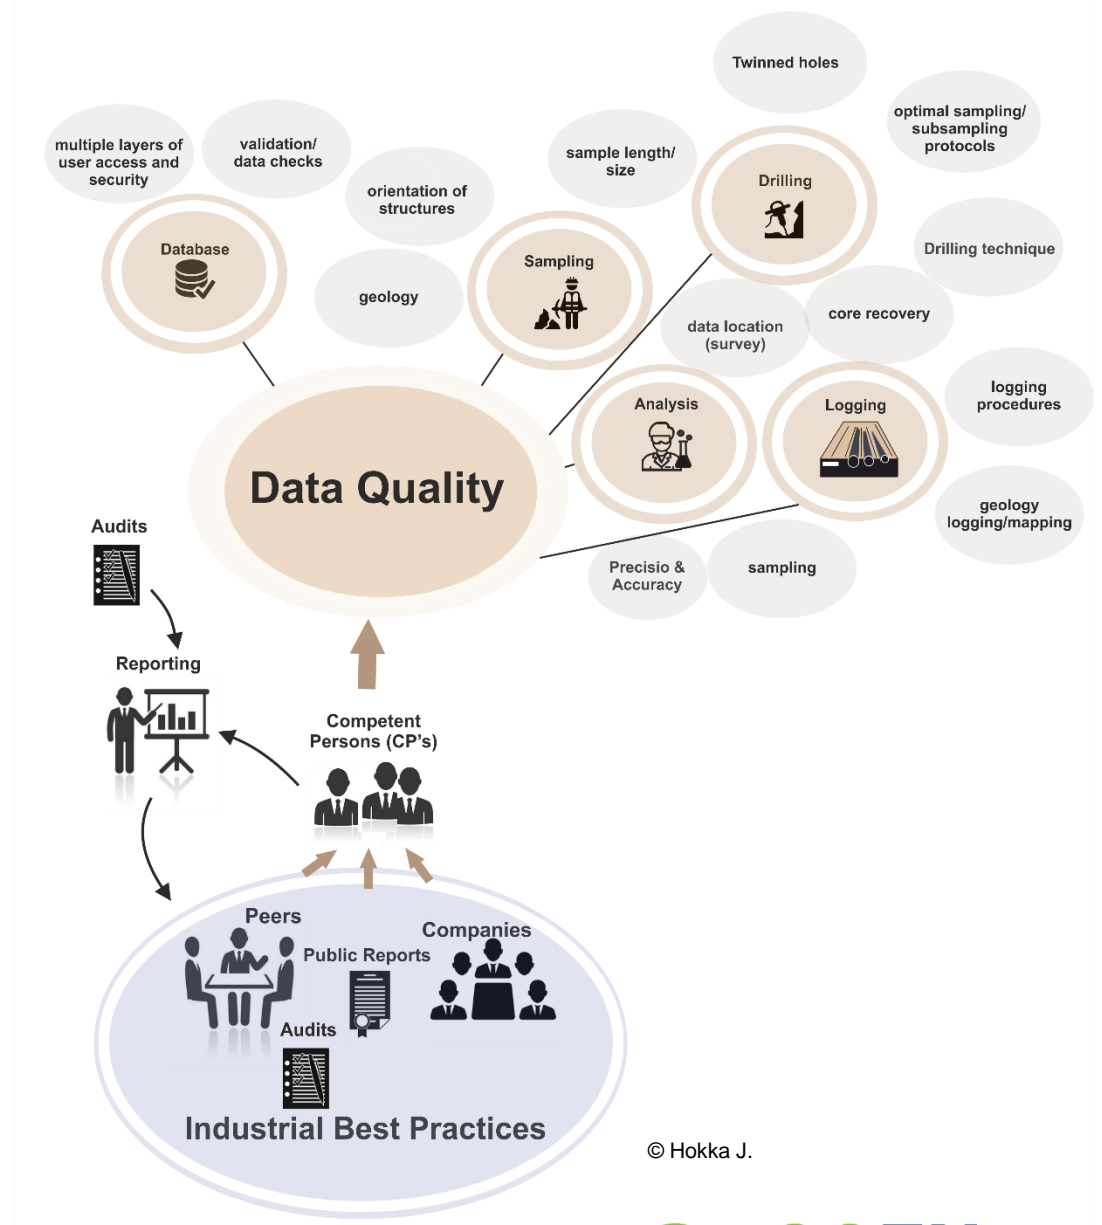 Twinned holes
optimal sampling/
subsampling
protocols
multiple layers of
user access and
security
validation/
data checks
sample length/
size
orientation of
structures
Drilling
Database
Sampling
Drilling technique
geology
data location
(survey)
core recovery
Analysis
Logging
logging
procedures
Data Quality
geology
logging/mapping
Audits
Precisio &
Accuracy
sampling
Reporting
Competent
Persons (CP's)
Peers
Companies
Public Reports
Audits
Industrial Best Practices
© Hokka J.